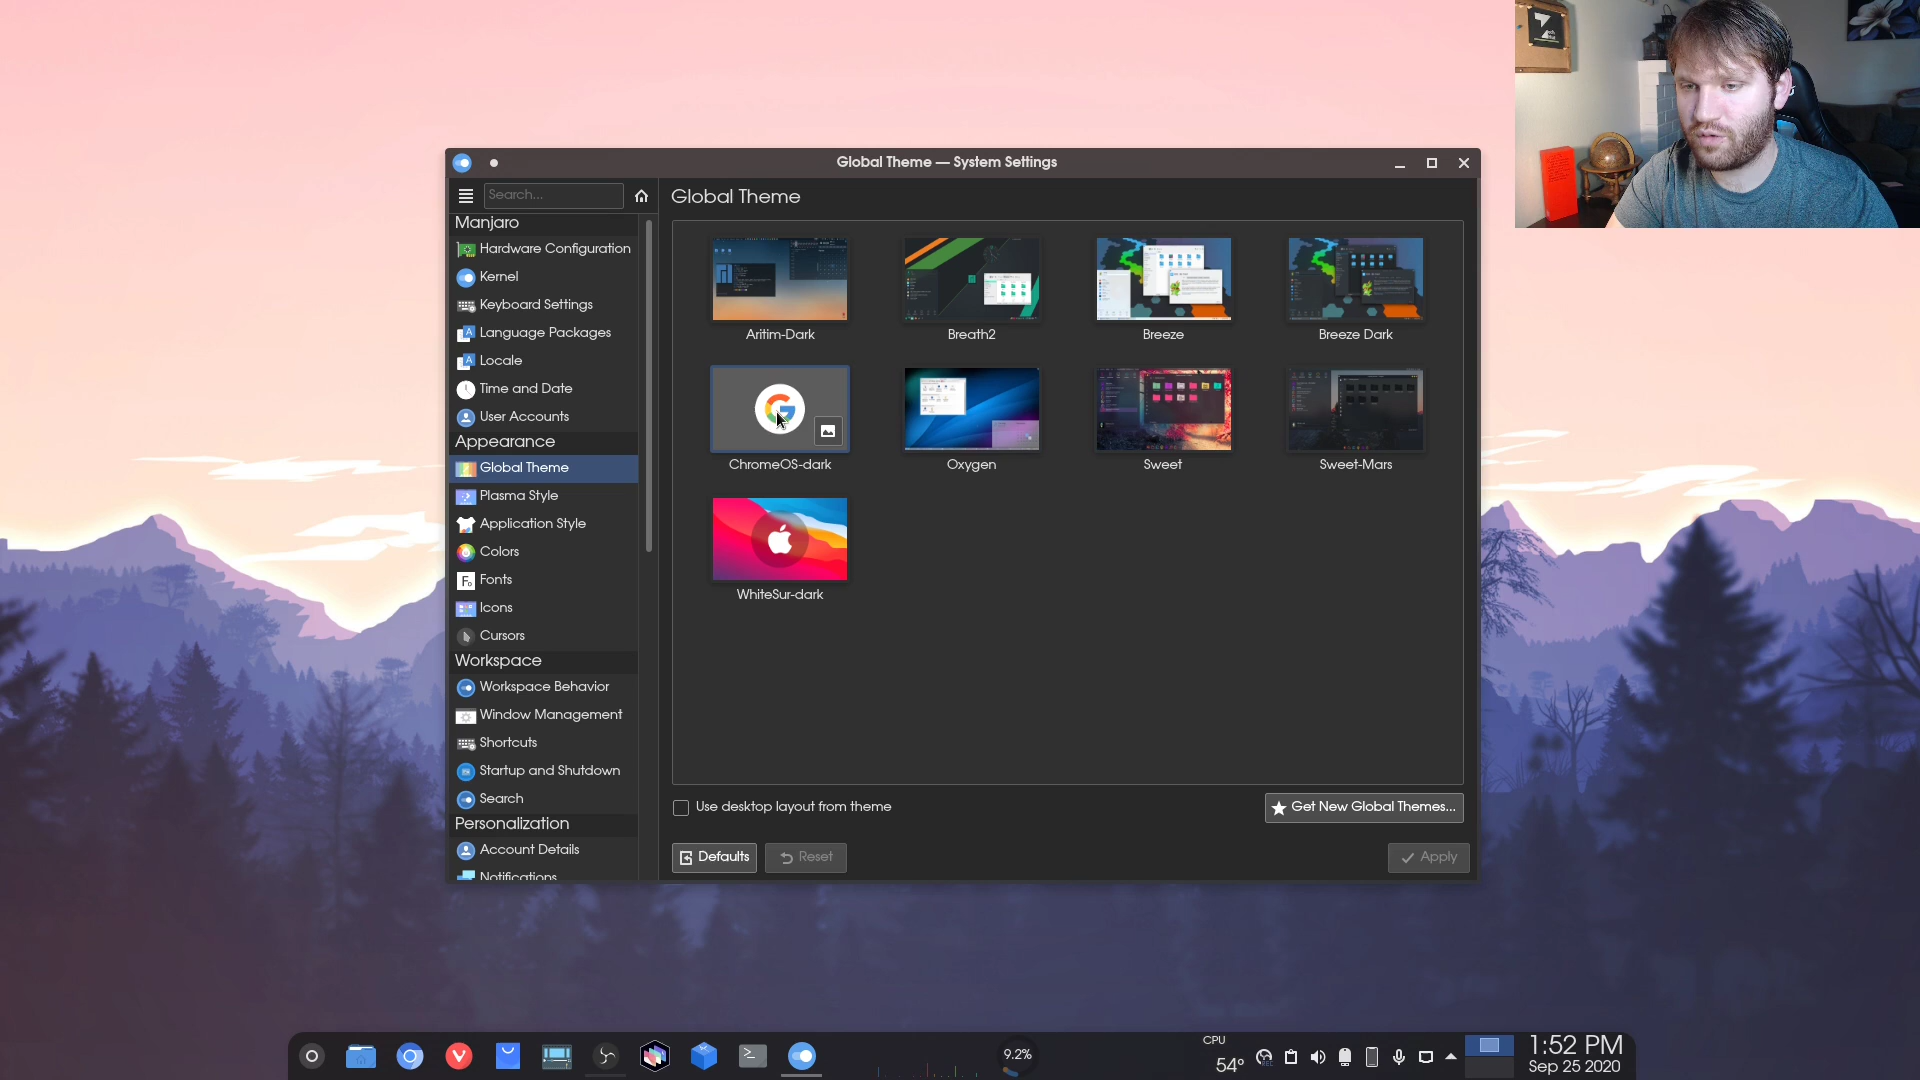 Global Theme — System Settings
Search...
Global Theme
Manjaro
Hardware Configuration
Kernel
Keyboard Settings
Language Packages
Locale
Time and Date
User Accounts
Appearance
Global Theme
Plasma Style
Application Style
Colors
Fonts
Icons
Cursors
Workspace
Workspace Behavior
Window Management
Shortcuts
Startup and Shutdown
Search
Personalization
Account Details
Notifications
Aritim-Dark
Breath2
Breeze
Breeze Dark
ChromeOS-dark
Oxygen
Sweet
Sweet-Mars
WhiteSur-dark
Use desktop layout from theme
Get New Global Themes...
Defaults
Reset
Apply
9.2%
CPU
54°
1:52 PM
Sep 25 2020